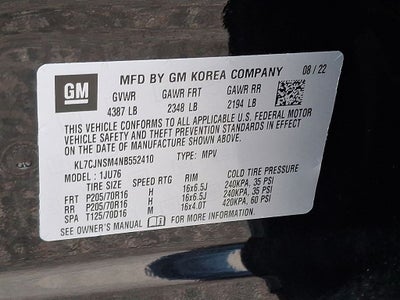 GM
MFD BY GM KOREA COMPANY 08 / 22
GVWR GAWR FRT GAWR RR
4387 LB 2348 LB 2194 LB
THIS VEHICLE CONFORMS TO ALL APPLICABLE U.S. FEDERAL MOTOR
VEHICLE SAFETY AND THEFT PREVENTION STANDARDS IN EFFECT
ON THE DATE OF MANUFACTURE SHOWN ABOVE.
KL7CJNSM4NB552410 TYPE: MPV
MODEL : 1JU76
TIRE SIZE SPEED RTG RIM COLD TIRE PRESSURE
FRT P205/70R16 H 16x6.5J 240KPA, 35 PSI
RR P205/70R16 H 16x6.5J 240KPA, 35 PSI
SPA T125/70D16 M 16x4.0T 420KPA, 60 PSI
SEE OWNER'S MANUAL FOR MORE INFORMATION.